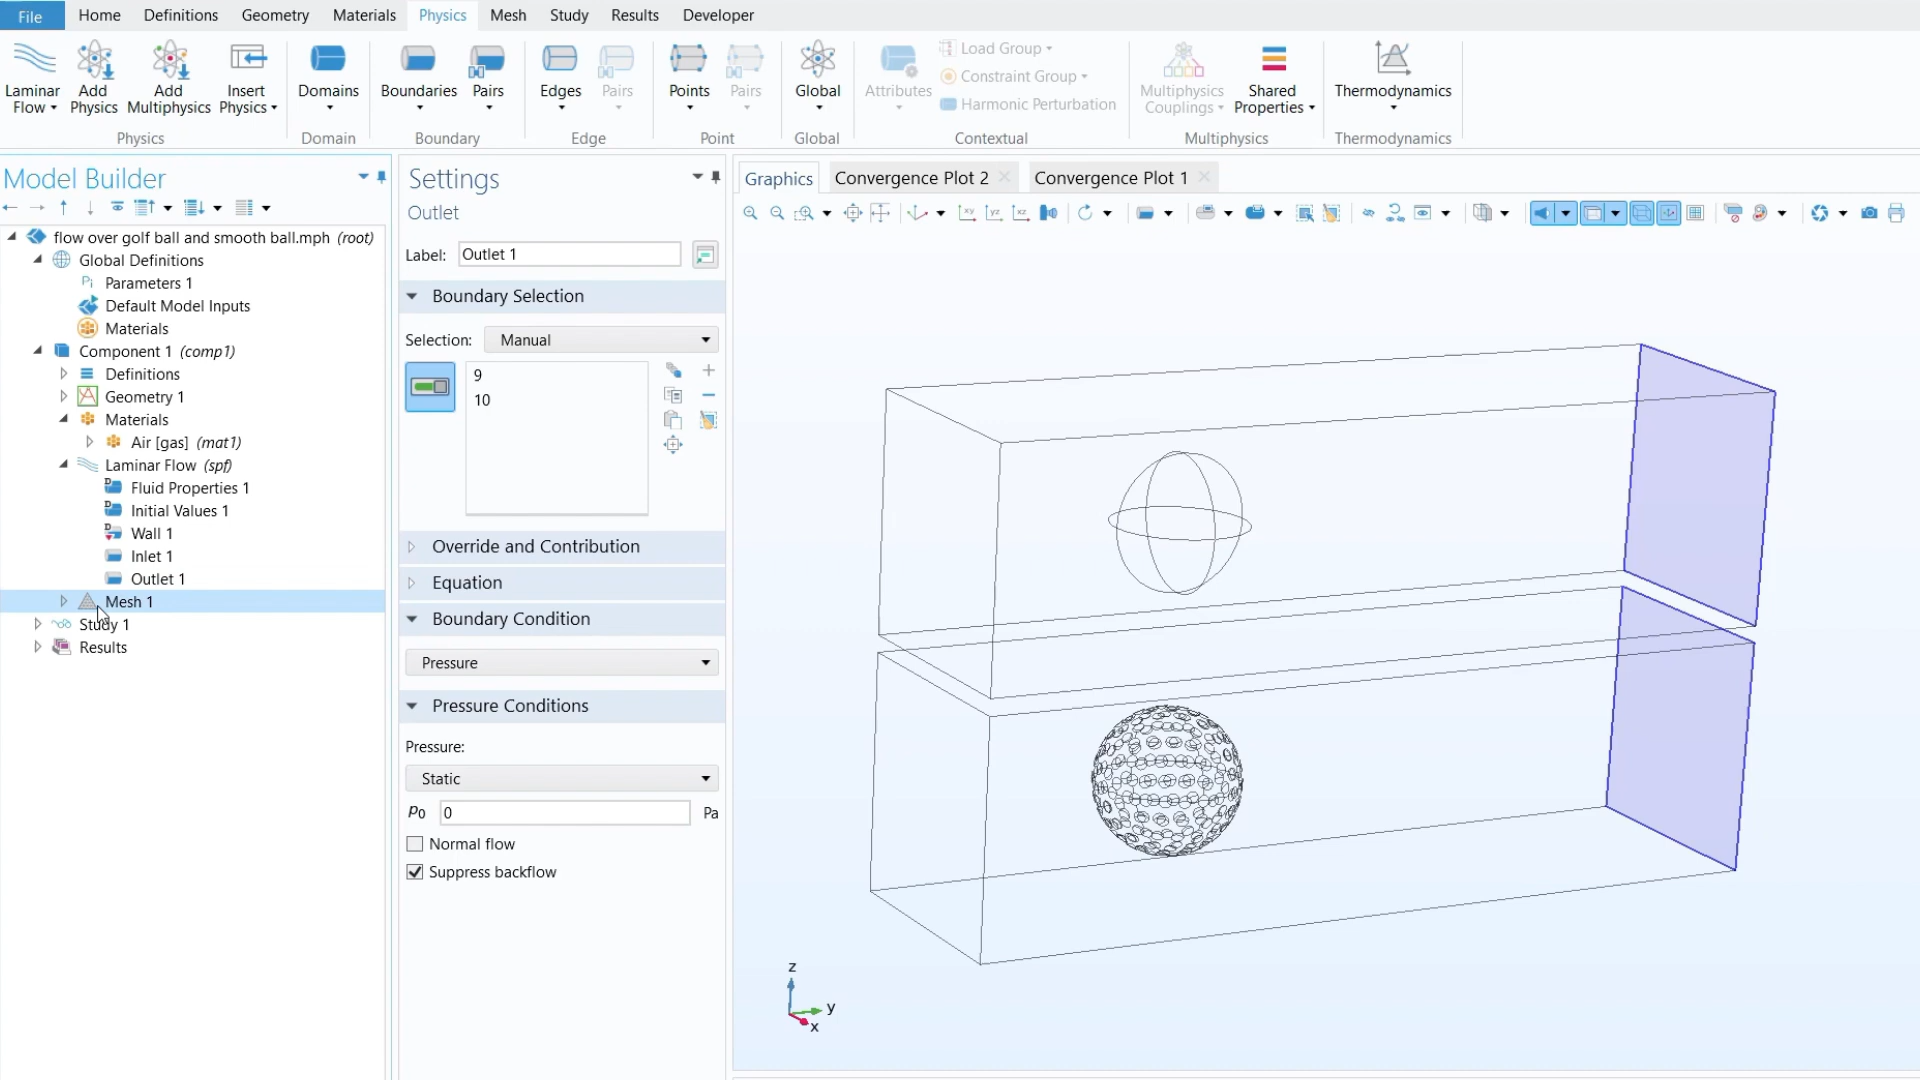 File Home Definitions Geometry Materials Physics Mesh Study Results Developer
Laminar Flow Add Physics Add Multiphysics Insert Physics Domains Boundaries Pairs Edges Pairs Points Pairs Global Attributes Load Group Constraint Group Harmonic Perturbation Multiphysics Couplings Shared Properties Thermodynamics
Physics Domain Boundary Edge Point Global Contextual Multiphysics Thermodynamics
Model Builder
flow over golf ball and smooth ball.mph (root)
Global Definitions
Pi Parameters 1
Default Model Inputs
Materials
Component 1 (comp1)
Definitions
Geometry 1
Materials
Air [gas] (mat1)
Laminar Flow (spf)
Fluid Properties 1
Initial Values 1
Wall 1
Inlet 1
Outlet 1
Mesh 1
Study 1
Results
Settings
Outlet
Label: Outlet 1
Boundary Selection
Selection: Manual
9
10
Override and Contribution
Equation
Boundary Condition
Pressure
Pressure Conditions
Pressure:
Static
p0 0 Pa
Normal flow
Suppress backflow
Graphics Convergence Plot 2 Convergence Plot 1
xy yz xz
z
y
x